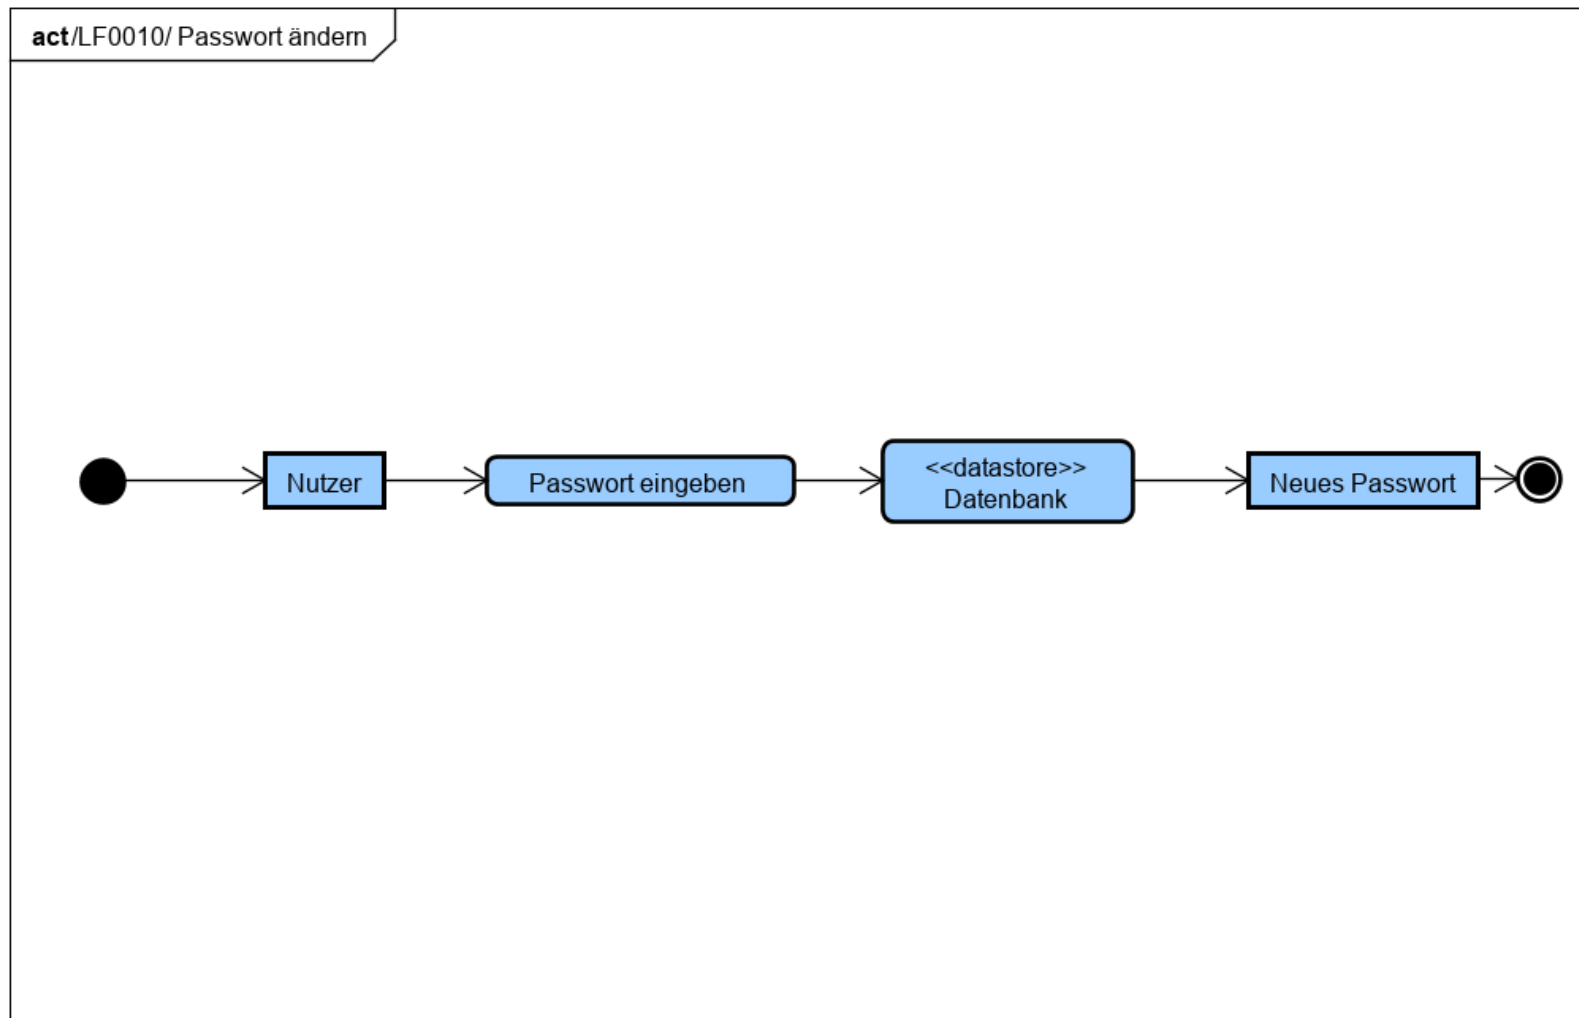 act/LF0010/ Passwort ändern
Nutzer
Passwort eingeben
<<datastore>>
Datenbank
Neues Passwort